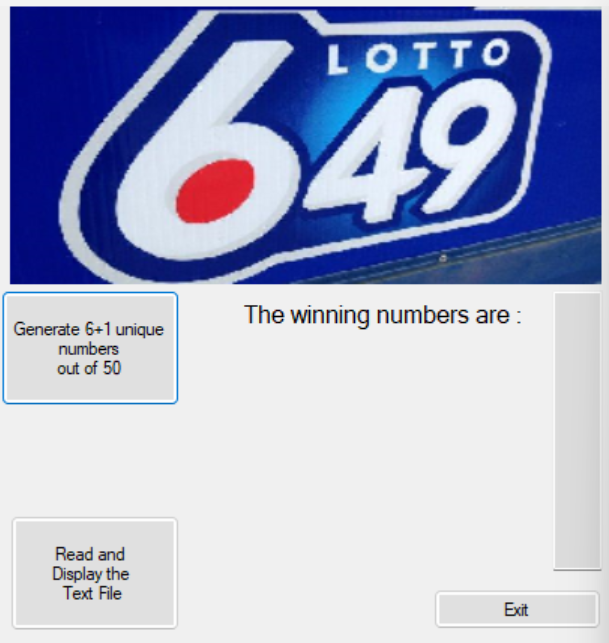 LOTTO
649
Generate 6+1 unique
numbers
out of 50
The winning numbers are :
Read and
Display the
Text File
Exit